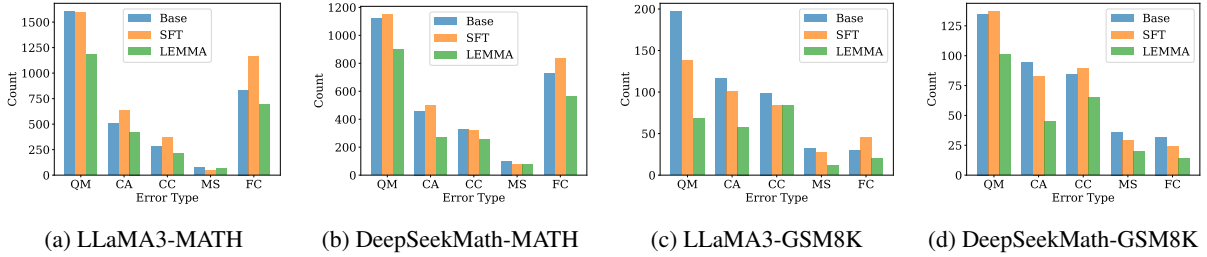 1500
1250
1000
750
500
250
0
Count
Base
SFT
LEMMA
QM CA CC MS FC
Error Type
(a) LLaMA3-MATH
1200
1000
800
600
400
200
0
Count
Base
SFT
LEMMA
QM CA CC MS FC
Error Type
(b) DeepSeekMath-MATH
200
150
100
50
0
Count
Base
SFT
LEMMA
QM CA CC MS FC
Error Type
(c) LLaMA3-GSM8K
125
100
75
50
25
0
Count
Base
SFT
LEMMA
QM CA CC MS FC
Error Type
(d) DeepSeekMath-GSM8K